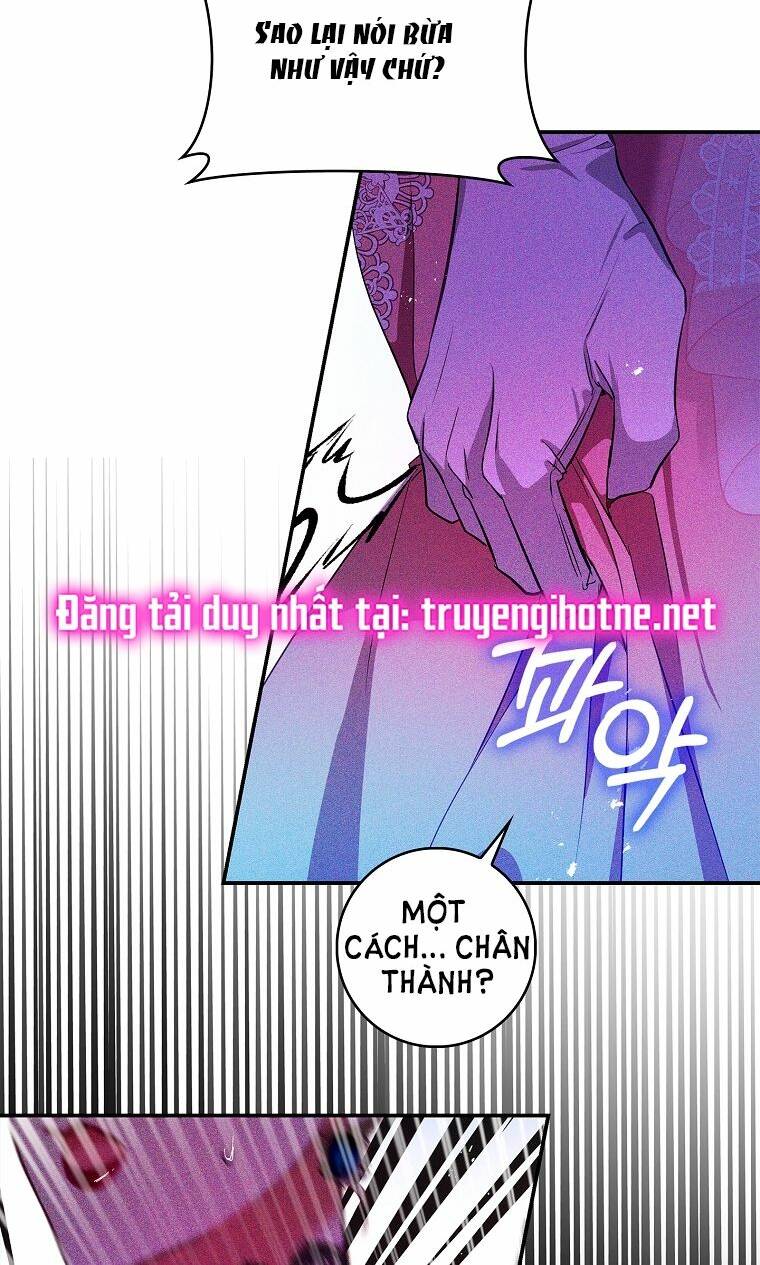 SAO LẠI NÓI BỪA
NHƯ VẬY CHỨ?
Đăng tải duy nhất tại: truyengihotne.net
콰악
MỘT
CÁCH... CHÂN
THÀNH?